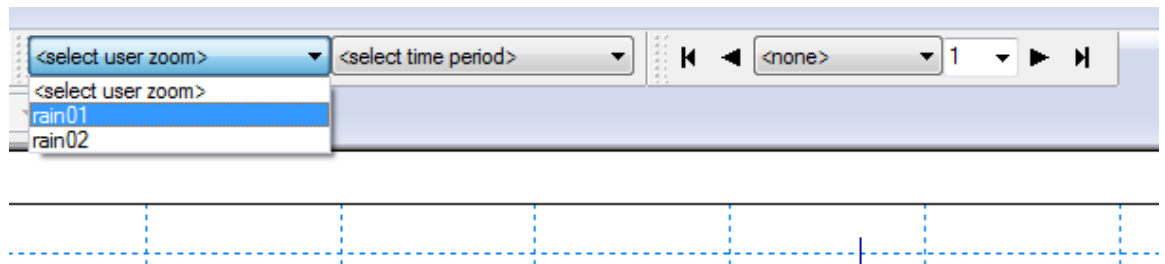 <select user zoom> <select time period> <none> 1
<select user zoom>
rain01
rain02